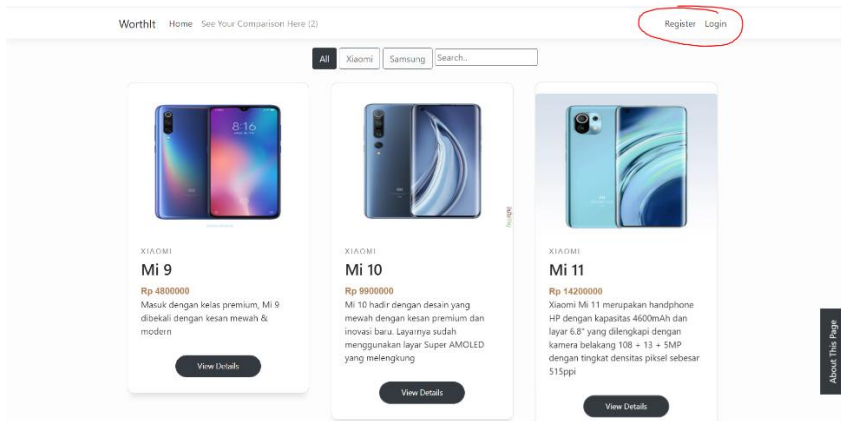 WorthIt Home See Your Comparison Here (2) Register Login
All Xiaomi Samsung Search..
8:16
XIAOMI
Mi 9
Rp 4800000
Masuk dengan kelas premium, Mi 9
dibekali dengan kesan mewah &
modern
View Details
XIAOMI
Mi 10
Rp 9900000
Mi 10 hadir dengan desain yang
mewah dengan kesan premium dan
inovasi baru. Layarnya sudah
menggunakan layar Super AMOLED
yang melengkung
View Details
XIAOMI
Mi 11
Rp 14200000
Xiaomi Mi 11 merupakan handphone
HP dengan kapasitas 4600mAh dan
layar 6.8" yang dilengkapi dengan
kamera belakang 108 + 13 + 5MP
dengan tingkat densitas piksel sebesar
515ppi
View Details
About This Page